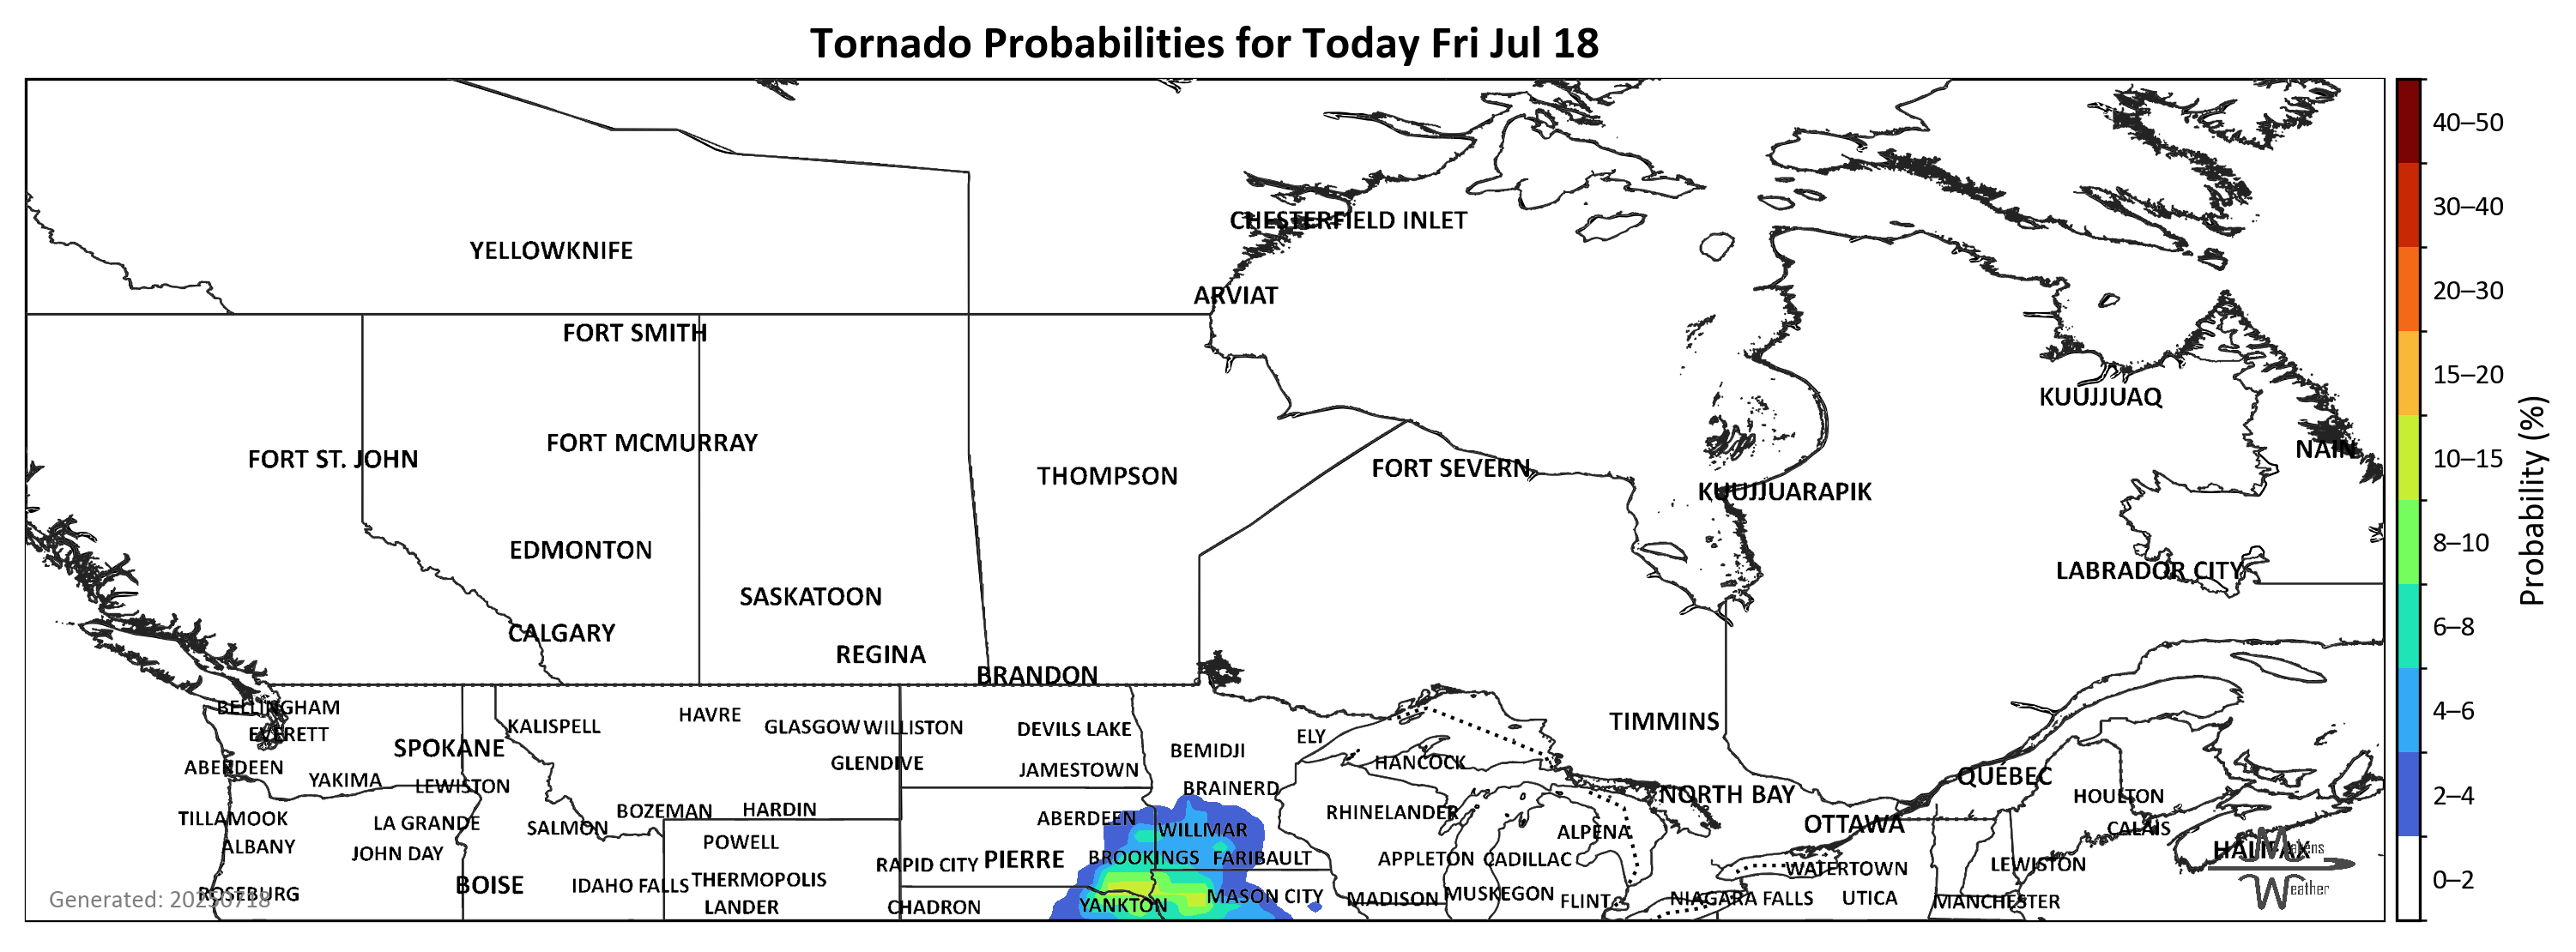 Tornado Probabilities for Today Fri Jul 18
40–50
30–40
CHESTERFIELD INLET
YELLOWKNIFE
20–30
ARVIAT
FORT SMITH
15–20
KUUJJUAQ
FORT MCMURRAY
NAIN
FORT ST. JOHN
10–15
FORT SEVERN
THOMPSON
KUUJJUARAPIK
Probability (%)
8–10
EDMONTON
LABRADOR CITY
SASKATOON
6–8
CALGARY
REGINA
BRANDON
BELLINGHAM
HAVRE
4–6
TIMMINS
KALISPELL
GLASGOW WILLISTON
DEVILS LAKE
EVERETT
ELY
SPOKANE
BEMIDJI
GLENDIVE
HANCOCK
ABERDEEN
JAMESTOWN
QUÉBEC
YAKIMA
LEWISTON
BRAINERD
NORTH BAY
HOULTON
2–4
BOZEMAN
HARDIN
RHINELANDER
TILLAMOOK
ABERDEEN
LA GRANDE
OTTAWA
SALMON
WILLMAR
ALPENA
CALAIS
POWELL
ALBANY
HALIFAX
Matens
JOHN DAY
BROOKINGS
FARIBAULT
APPLETON
CADILLAC
RAPID CITY
PIERRE
LEWISTON
WATERTOWN
THERMOPOLIS
0–2
BOISE
IDAHO FALLS
Weather
ROSEBURG
MUSKEGON
MASON CITY
Generated: 20250718
MADISON
NIAGARA FALLS
UTICA
FLINT
MANCHESTER
YANKTON
LANDER
CHADRON